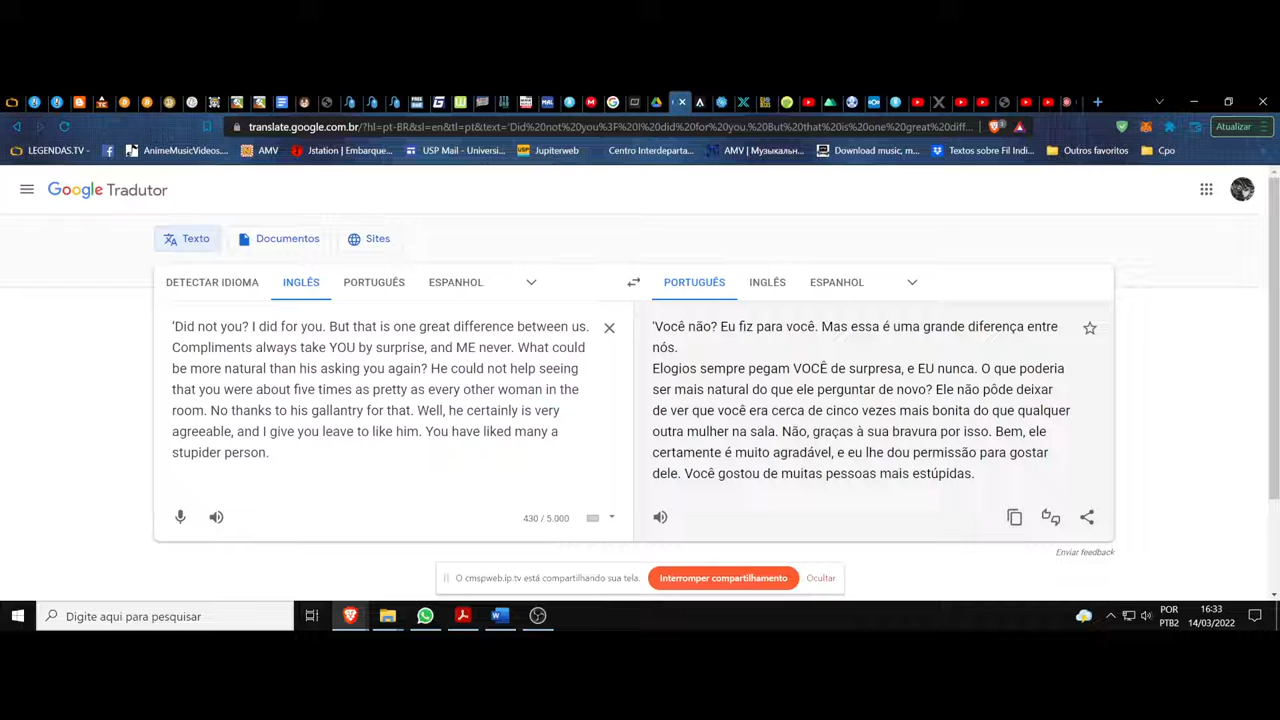 translate.google.com.br/?hl=pt-BR&sl=en&tl=pt&text='Did%20not%20you%3F%20I%20did%20for%20you.%20But%20that%20is%20one%20great%20diff...
Atualizar
LEGENDAS.TV
AnimeMusicVideos....
AMV
Jstation | Embarque...
USP Mail - Universi...
Jupiterweb
Centro Interdeparta...
AMV | Музыкальн...
Download music, m...
Textos sobre Fil Indi...
Outros favoritos
Cpo
Google Tradutor
Texto
Documentos
Sites
DETECTAR IDIOMA
INGLÊS
PORTUGUÊS
ESPANHOL
PORTUGUÊS
INGLÊS
ESPANHOL
'Did not you? I did for you. But that is one great difference between us.
Compliments always take YOU by surprise, and ME never. What could
be more natural than his asking you again? He could not help seeing
that you were about five times as pretty as every other woman in the
room. No thanks to his gallantry for that. Well, he certainly is very
agreeable, and I give you leave to like him. You have liked many a
stupider person.
430 / 5.000
'Você não? Eu fiz para você. Mas essa é uma grande diferença entre
nós.
Elogios sempre pegam VOCÊ de surpresa, e EU nunca. O que poderia
ser mais natural do que ele perguntar de novo? Ele não pôde deixar
de ver que você era cerca de cinco vezes mais bonita do que qualquer
outra mulher na sala. Não, graças à sua bravura por isso. Bem, ele
certamente é muito agradável, e eu lhe dou permissão para gostar
dele. Você gostou de muitas pessoas mais estúpidas.
Enviar feedback
O cmspweb.ip.tv está compartilhando sua tela.
Interromper compartilhamento
Ocultar
Digite aqui para pesquisar
POR
PTB2
16:33
14/03/2022